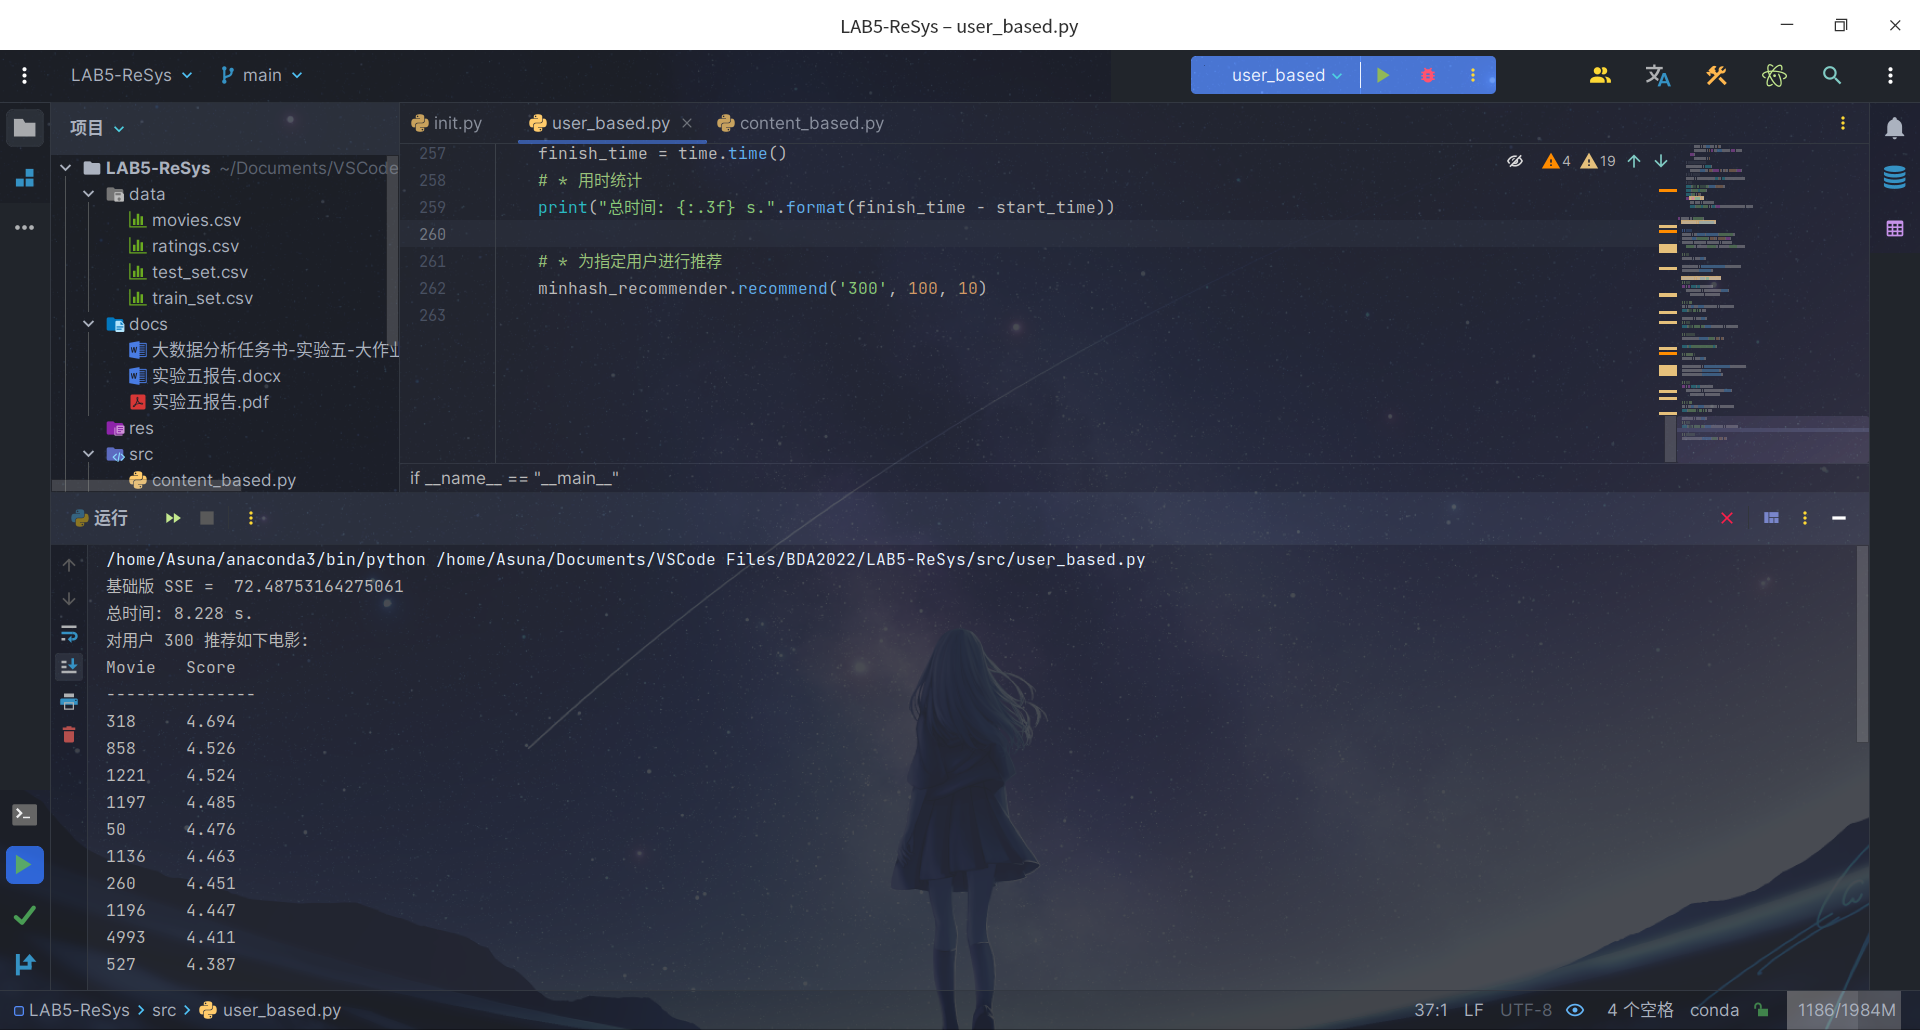 LAB5-ReSys – user_based.py
LAB5-ReSys
main
user_based
项目
init.py
user_based.py
content_based.py
LAB5-ReSys ~/Documents/VSCode
data
movies.csv
ratings.csv
test_set.csv
train_set.csv
docs
大数据分析任务书-实验五-大作业
实验五报告.docx
实验五报告.pdf
res
src
content_based.py
257 finish_time = time.time()
258 # * 用时统计
259 print("总时间: {:.3f} s.".format(finish_time - start_time))
260
261 # * 为指定用户进行推荐
262 minhash_recommender.recommend('300', 100, 10)
263
4 19
if __name__ == "__main__"
运行
/home/Asuna/anaconda3/bin/python /home/Asuna/Documents/VSCode Files/BDA2022/LAB5-ReSys/src/user_based.py
基础版 SSE =  72.48753164275061
总时间: 8.228 s.
对用户 300 推荐如下电影:
Movie   Score
---------------
318     4.694
858     4.526
1221    4.524
1197    4.485
50      4.476
1136    4.463
260     4.451
1196    4.447
4993    4.411
527     4.387
LAB5-ReSys > src > user_based.py
37:1 LF UTF-8 4 个空格 conda 1186/1984M